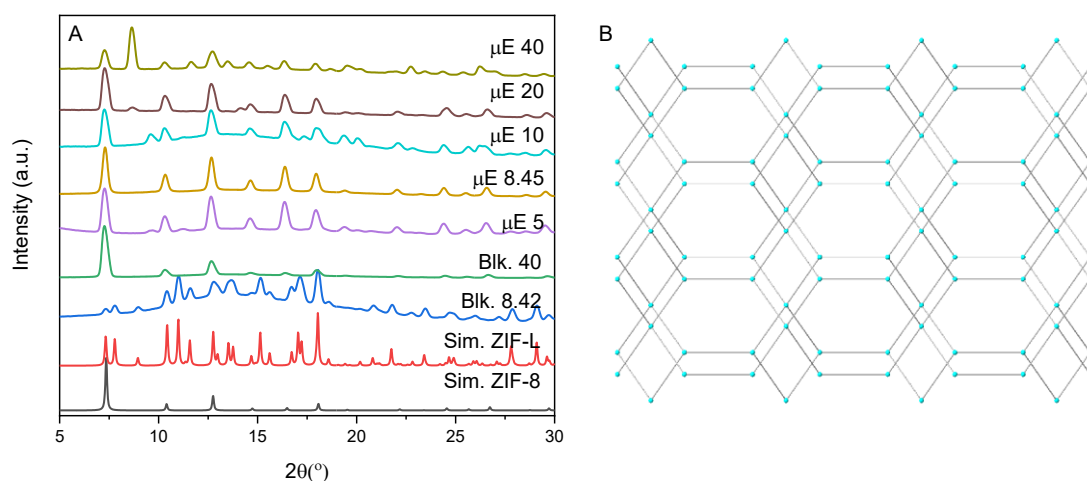 A
B
μE 40
μE 20
μE 10
μE 8.45
μE 5
Blk. 40
Blk. 8.42
Sim. ZIF-L
Sim. ZIF-8
Intensity (a.u.)
5 10 15 20 25 30
2θ(°)